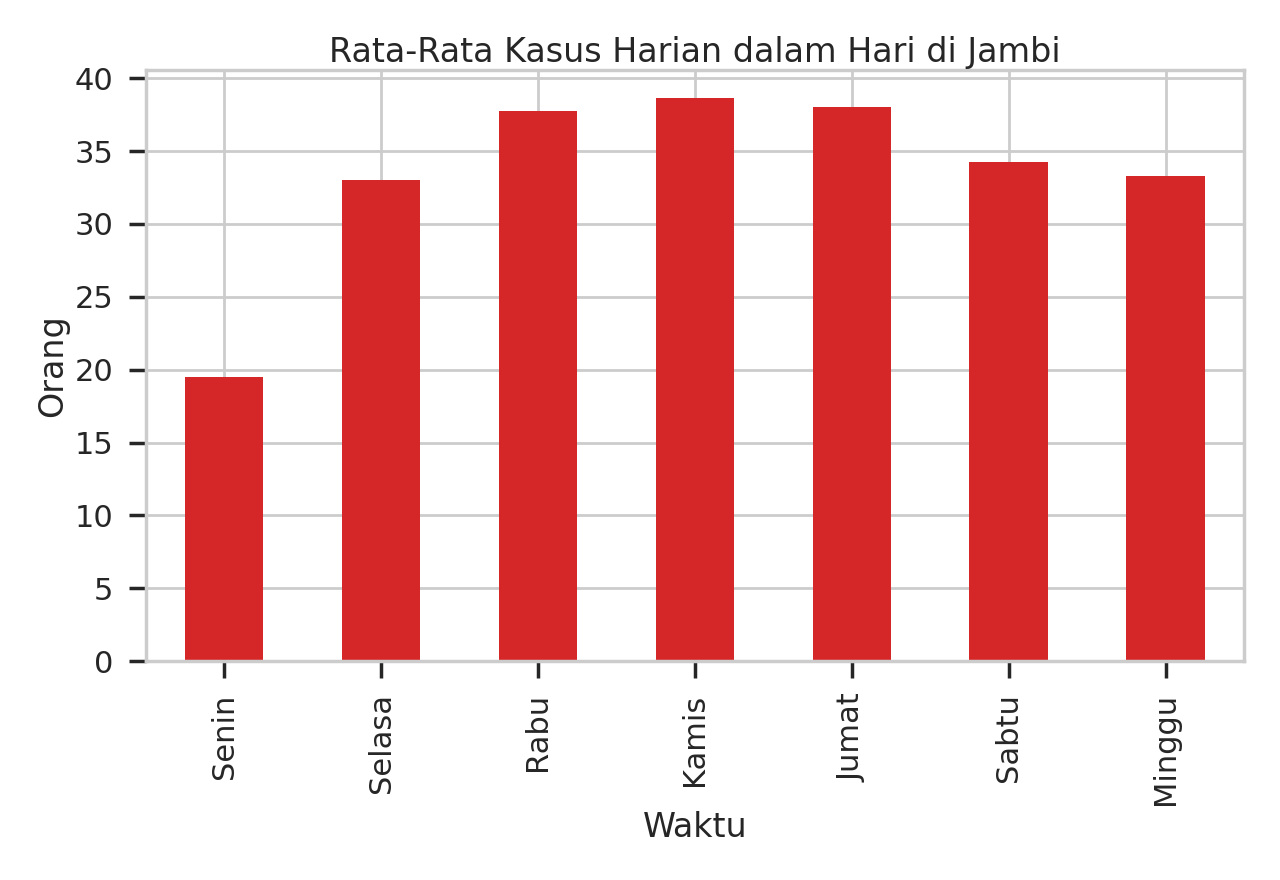 Rata-Rata Kasus Harian dalam Hari di Jambi
40
35
30
25
20
15
10
5
0
Orang
Senin
Selasa
Rabu
Kamis
Jumat
Sabtu
Minggu
Waktu